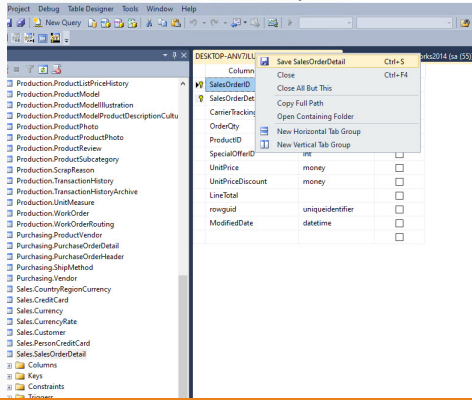 Project Debug Table Designer Tools Window Help
New Query
DESKTOP-ANV7JLL
rks2014 (sa (55)
Save SalesOrderDetail Ctrl+S
Close Ctrl+F4
Close All But This
Copy Full Path
Open Containing Folder
New Horizontal Tab Group
New Vertical Tab Group
Column
SalesOrderID
SalesOrderDet
CarrierTracking
OrderQty
ProductID
SpecialOfferID int
UnitPrice money
UnitPriceDiscount money
LineTotal
rowguid uniqueidentifier
ModifiedDate datetime
Production.ProductListPriceHistory
Production.ProductModel
Production.ProductModelIllustration
Production.ProductModelProductDescriptionCultu
Production.ProductPhoto
Production.ProductProductPhoto
Production.ProductReview
Production.ProductSubcategory
Production.ScrapReason
Production.TransactionHistory
Production.TransactionHistoryArchive
Production.UnitMeasure
Production.WorkOrder
Production.WorkOrderRouting
Purchasing.ProductVendor
Purchasing.PurchaseOrderDetail
Purchasing.PurchaseOrderHeader
Purchasing.ShipMethod
Purchasing.Vendor
Sales.CountryRegionCurrency
Sales.CreditCard
Sales.Currency
Sales.CurrencyRate
Sales.Customer
Sales.PersonCreditCard
Sales.SalesOrderDetail
Columns
Keys
Constraints
Triggers